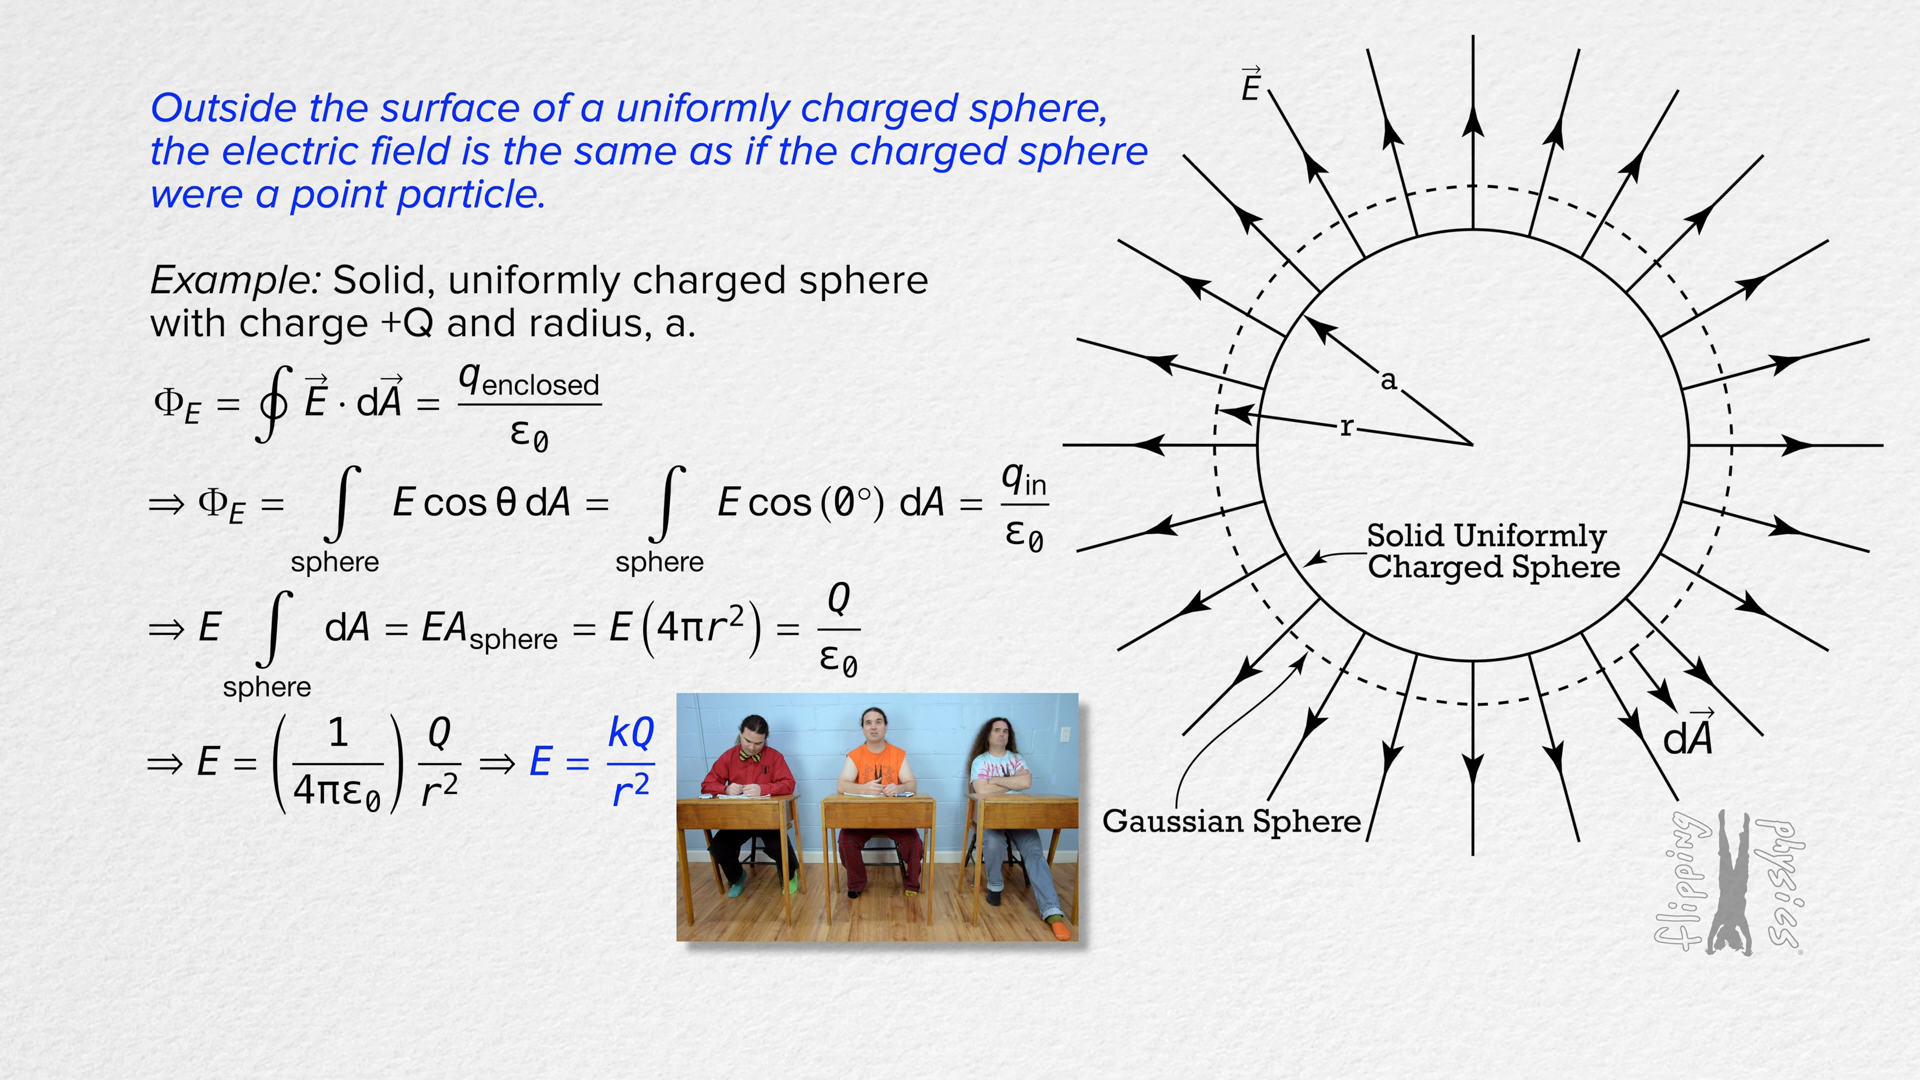 Outside the surface of a uniformly charged sphere,
the electric field is the same as if the charged sphere
were a point particle.
Example: Solid, uniformly charged sphere
with charge +Q and radius, a.
Φ_E = ∮ E⃗ · dA⃗ = q_enclosed / ε₀
⇒ Φ_E = ∫_sphere E cos θ dA = ∫_sphere E cos (0°) dA = q_in / ε₀
⇒ E ∫_sphere dA = EA_sphere = E (4πr²) = Q / ε₀
⇒ E = (1 / 4πε₀) Q / r² ⇒ E = kQ / r²
E⃗
a
r
Solid Uniformly
Charged Sphere
dA⃗
Gaussian Sphere
flipping
physics